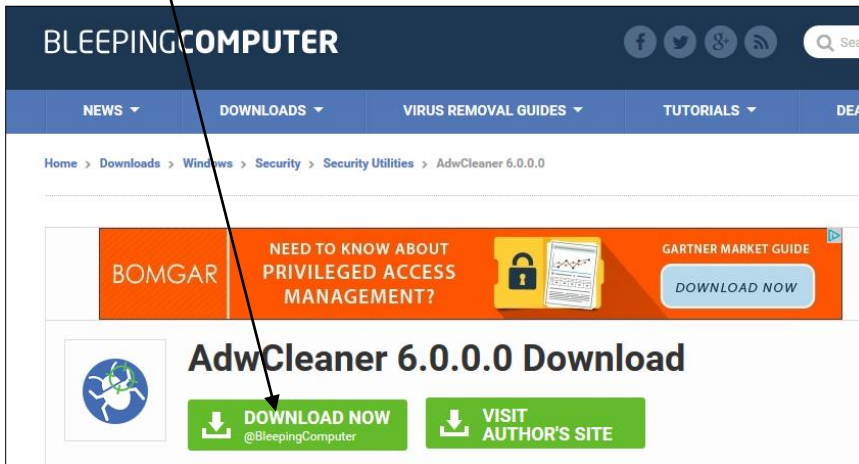 BLEEPINGCOMPUTER
f g+ Sea
NEWS DOWNLOADS VIRUS REMOVAL GUIDES TUTORIALS DEA
Home > Downloads > Windows > Security > Security Utilities > AdwCleaner 6.0.0.0
BOMGAR
NEED TO KNOW ABOUT
PRIVILEGED ACCESS
MANAGEMENT?
GARTNER MARKET GUIDE
DOWNLOAD NOW
AdwCleaner 6.0.0.0 Download
DOWNLOAD NOW
@BleepingComputer
VISIT
AUTHOR'S SITE